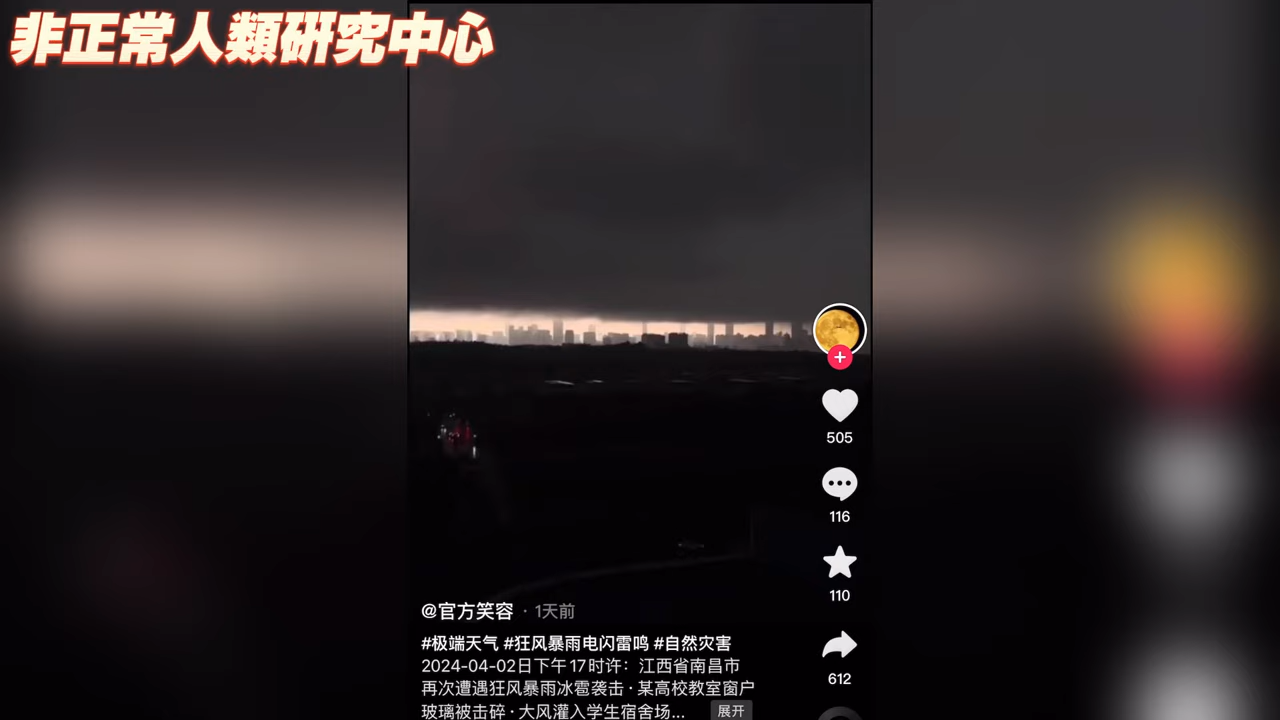 非正常人類研究中心
505
116
110
612
@官方笑容 · 1天前
#极端天气 #狂风暴雨电闪雷鸣 #自然灾害
2024-04-02日下午17时许：江西省南昌市
再次遭遇狂风暴雨冰雹袭击·某高校教室窗户
玻璃被击碎·大风灌入学生宿舍场... 展开